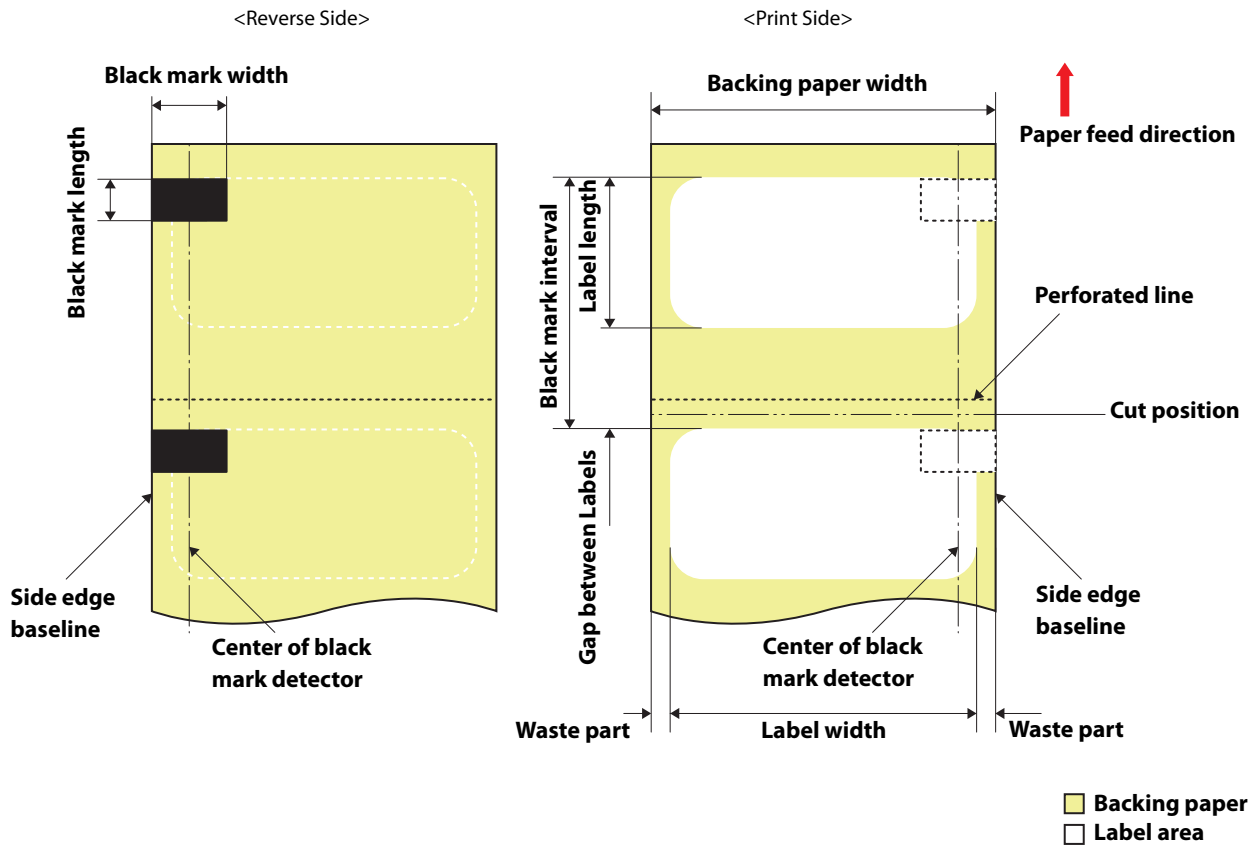 <Reverse Side>
<Print Side>
Black mark width
Black mark length
Backing paper width
Paper feed direction
Black mark interval
Label length
Perforated line
Cut position
Gap between Labels
Side edge
baseline
Center of black
mark detector
Center of black
mark detector
Side edge
baseline
Waste part
Label width
Waste part
Backing paper
Label area